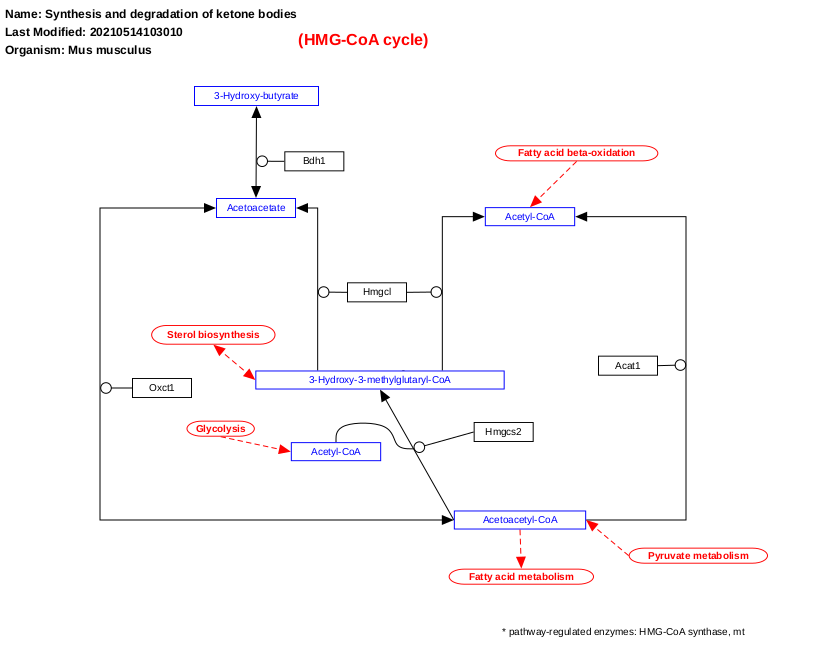 Name: Synthesis and degradation of ketone bodies
Last Modified: 20210514103010
Organism: Mus musculus
(HMG-CoA cycle)
3-Hydroxy-butyrate
Bdh1
Fatty acid beta-oxidation
Acetoacetate
Acetyl-CoA
Hmgcl
Sterol biosynthesis
Acat1
3-Hydroxy-3-methylglutaryl-CoA
Oxct1
Glycolysis
Hmgcs2
Acetyl-CoA
Acetoacetyl-CoA
Pyruvate metabolism
Fatty acid metabolism
* pathway-regulated enzymes: HMG-CoA synthase, mt